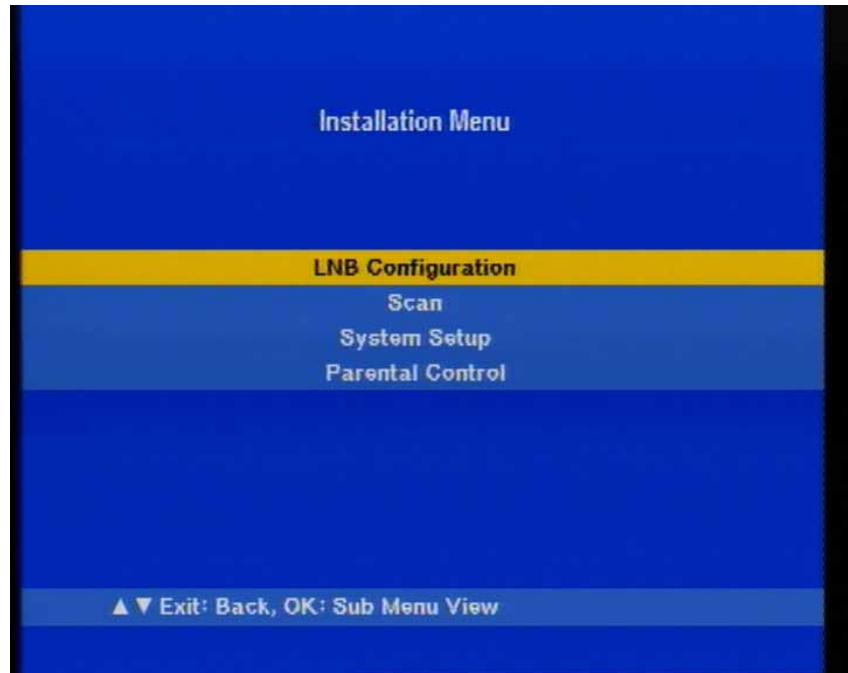 Installation Menu
LNB Configuration
Scan
System Setup
Parental Control
▲▼ Exit: Back, OK: Sub Menu View